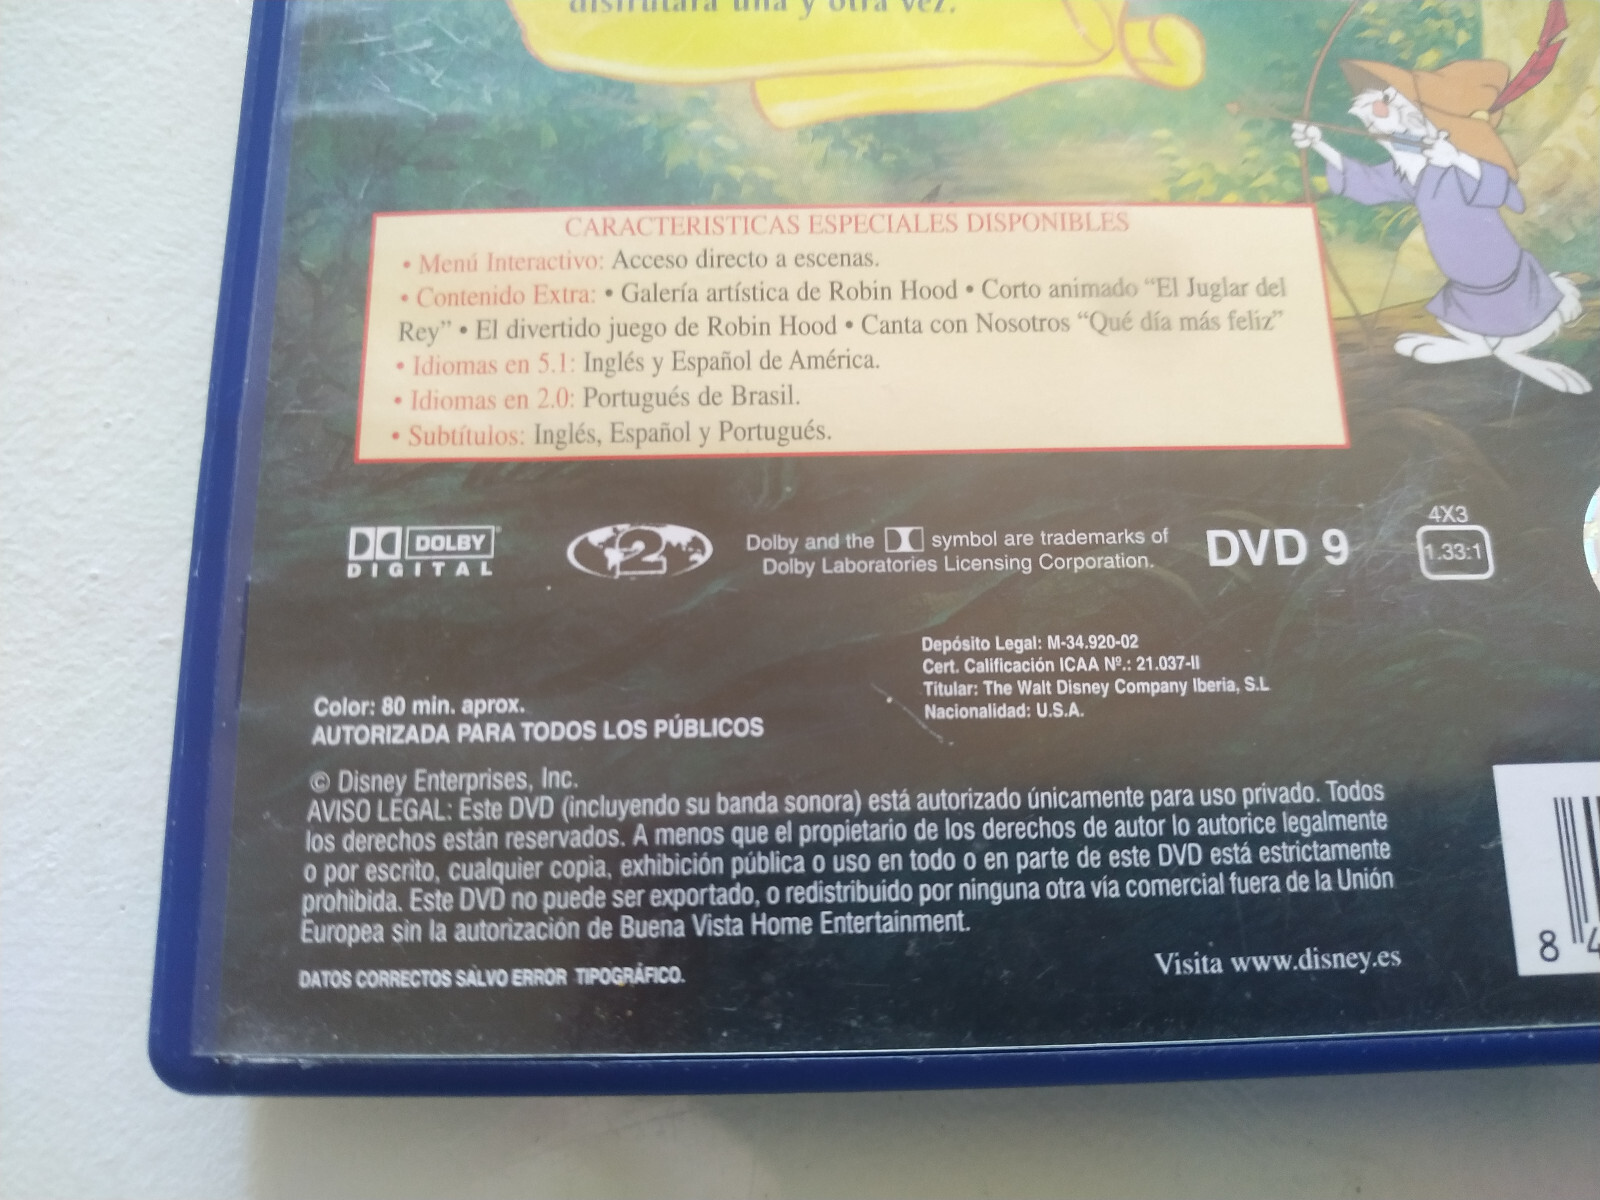 disfrutará una y otra vez.
CARACTERISTICAS ESPECIALES DISPONIBLES
• Menú Interactivo: Acceso directo a escenas.
• Contenido Extra: • Galería artística de Robin Hood • Corto animado “El Juglar del
Rey” • El divertido juego de Robin Hood • Canta con Nosotros “Qué día más feliz”
• Idiomas en 5.1: Inglés y Español de América.
• Idiomas en 2.0: Portugués de Brasil.
• Subtítulos: Inglés, Español y Portugués.
DOLBY
DIGITAL
2
Dolby and the symbol are trademarks of
Dolby Laboratories Licensing Corporation.
DVD 9
4X3
1.33:1
Depósito Legal: M-34.920-02
Cert. Calificación ICAA Nº.: 21.037-II
Titular: The Walt Disney Company Iberia, S.L
Nacionalidad: U.S.A.
Color: 80 min. aprox.
AUTORIZADA PARA TODOS LOS PÚBLICOS
© Disney Enterprises, Inc.
AVISO LEGAL: Este DVD (incluyendo su banda sonora) está autorizado únicamente para uso privado. Todos
los derechos están reservados. A menos que el propietario de los derechos de autor lo autorice legalmente
o por escrito, cualquier copia, exhibición pública o uso en todo o en parte de este DVD está estrictamente
prohibida. Este DVD no puede ser exportado, o redistribuido por ninguna otra vía comercial fuera de la Unión
Europea sin la autorización de Buena Vista Home Entertainment.
DATOS CORRECTOS SALVO ERROR TIPOGRÁFICO.
Visita www.disney.es
8 4